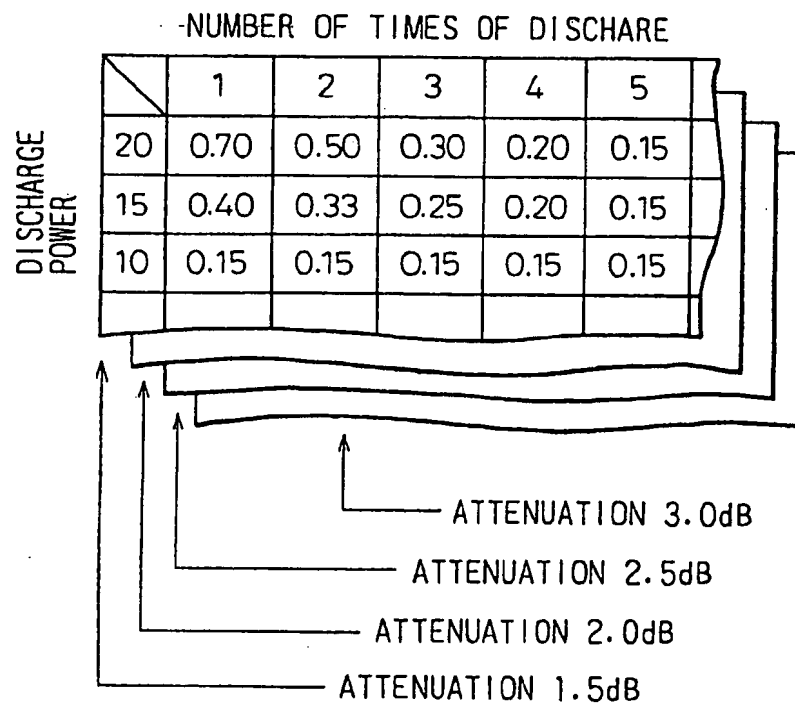 NUMBER OF TIMES OF DISCHARE
1 2 3 4 5
DISCHARGE
POWER
20 0.70 0.50 0.30 0.20 0.15
15 0.40 0.33 0.25 0.20 0.15
10 0.15 0.15 0.15 0.15 0.15
ATTENUATION 3.0dB
ATTENUATION 2.5dB
ATTENUATION 2.0dB
ATTENUATION 1.5dB